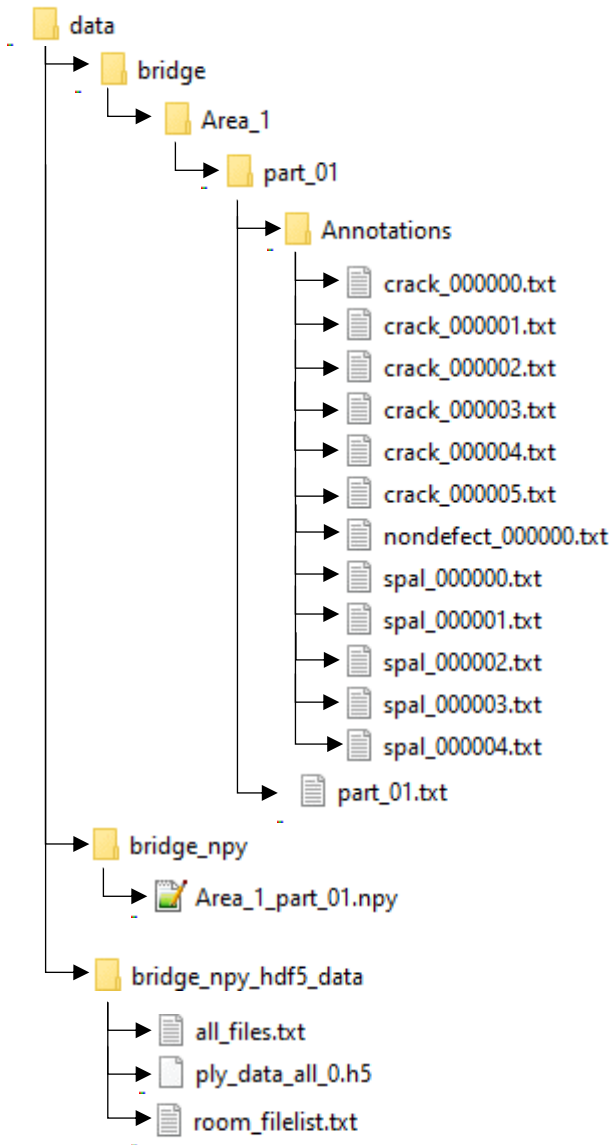 data
bridge
Area_1
part_01
Annotations
crack_000000.txt
crack_000001.txt
crack_000002.txt
crack_000003.txt
crack_000004.txt
crack_000005.txt
nondefect_000000.txt
spal_000000.txt
spal_000001.txt
spal_000002.txt
spal_000003.txt
spal_000004.txt
part_01.txt
bridge_npy
Area_1_part_01.npy
bridge_npy_hdf5_data
all_files.txt
ply_data_all_0.h5
room_filelist.txt